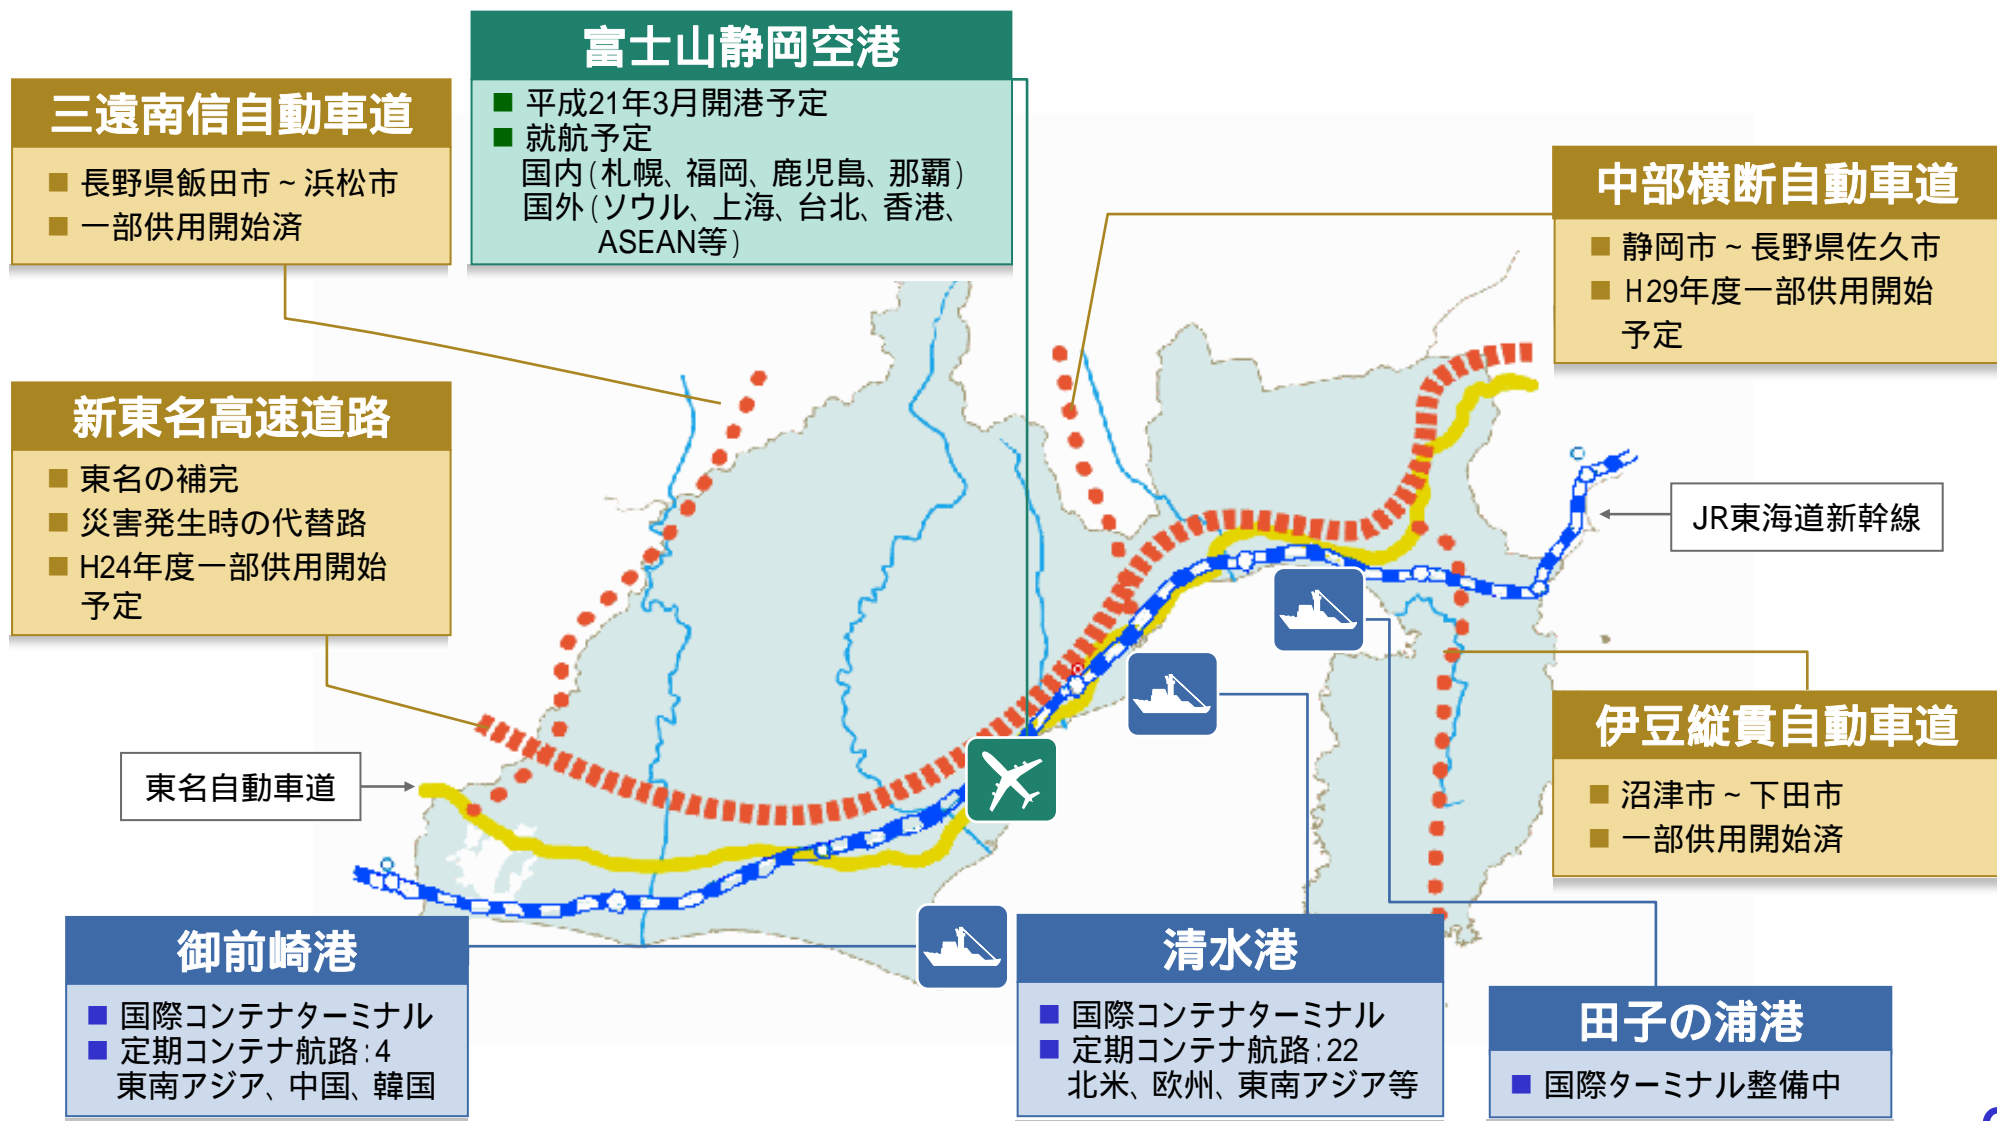 富士山静岡空港
■ 平成21年3月開港予定
■ 就航予定
国内(札幌、福岡、鹿児島、那覇)
国外(ソウル、上海、台北、香港、
ASEAN等)
三遠南信自動車道
■ 長野県飯田市~浜松市
■ 一部供用開始済
中部横断自動車道
■ 静岡市~長野県佐久市
■ H29年度一部供用開始
予定
新東名高速道路
■ 東名の補完
■ 災害発生時の代替路
■ H24年度一部供用開始
予定
JR東海道新幹線
東名自動車道
伊豆縦貫自動車道
■ 沼津市~下田市
■ 一部供用開始済
御前崎港
■ 国際コンテナターミナル
■ 定期コンテナ航路:4
東南アジア、中国、韓国
清水港
■ 国際コンテナターミナル
■ 定期コンテナ航路:22
北米、欧州、東南アジア等
田子の浦港
■ 国際ターミナル整備中